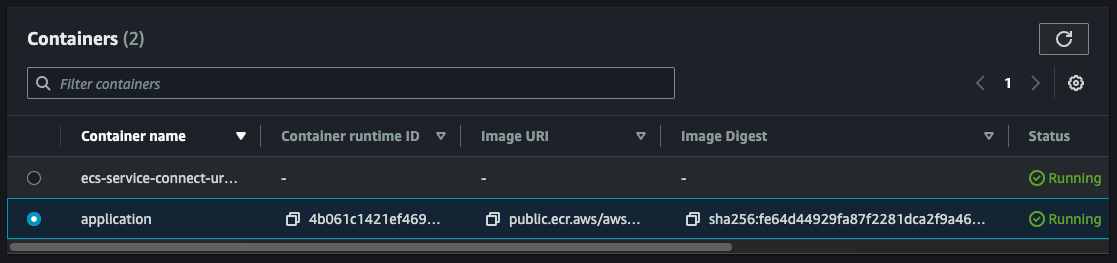 Containers (2)
Filter containers
1
Container name Container runtime ID Image URI Image Digest Status
ecs-service-connect-ur... - - - Running
application 4b061c1421ef469... public.ecr.aws/aws... sha256:fe64d44929fa87f2281dca2f9a46... Running